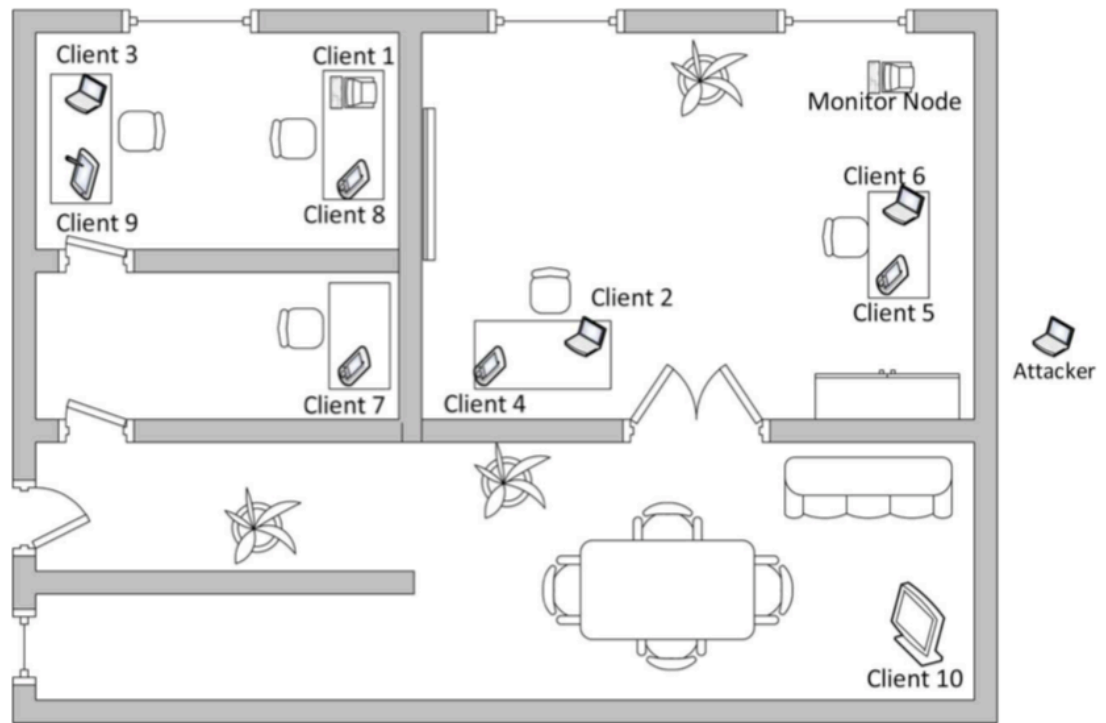 Client 3
Client 1
Monitor Node
Client 6
Client 9
Client 8
Client 2
Client 5
Attacker
Client 7
Client 4
Client 10